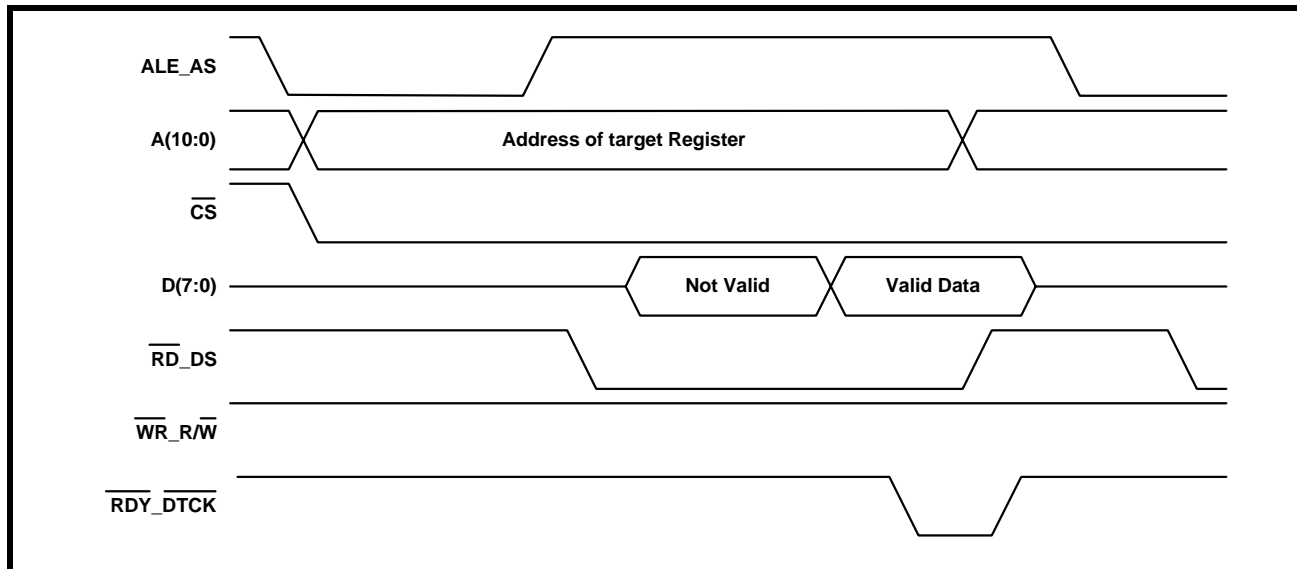 ALE_AS
A(10:0)
Address of target Register
CS
D(7:0)
Not Valid
Valid Data
RD_DS
WR_R/W
RDY_DTCK